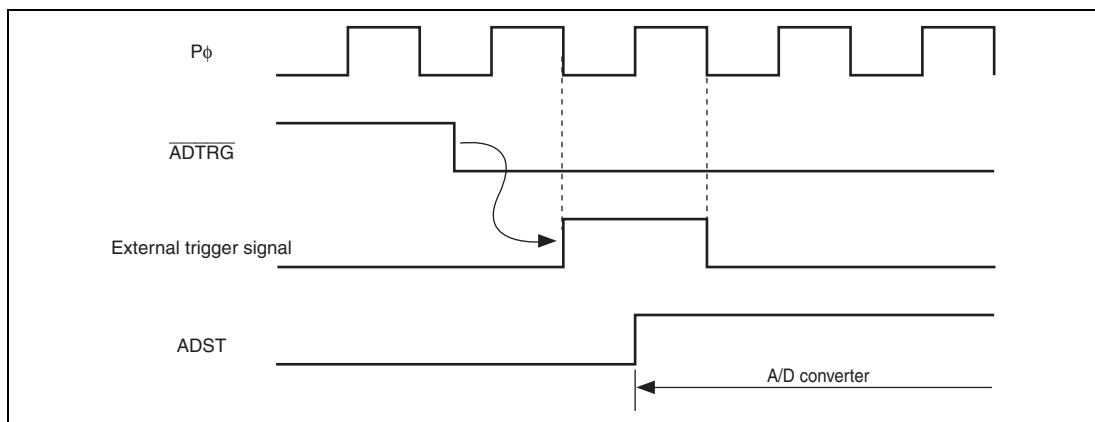 Pϕ
ADTRG
External trigger signal
ADST
A/D converter